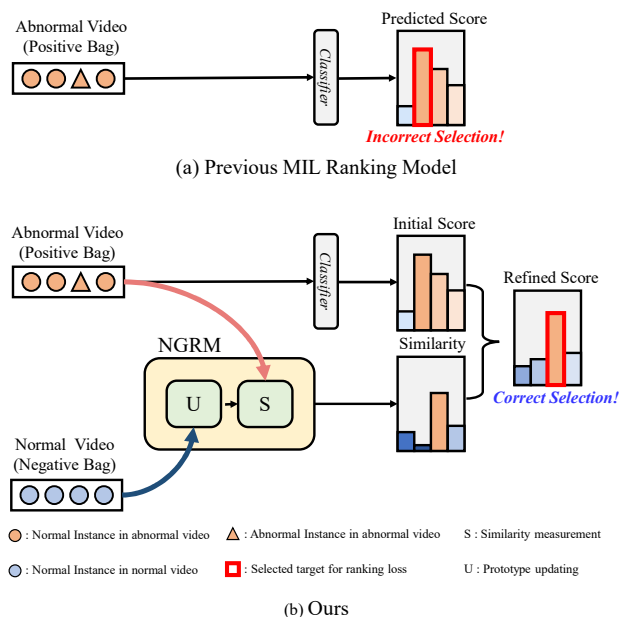 Abnormal Video
(Positive Bag)
Classifier
Predicted Score
Incorrect Selection!
(a) Previous MIL Ranking Model
Abnormal Video
(Positive Bag)
Classifier
Initial Score
Refined Score
Similarity
NGRM
U
S
Correct Selection!
Normal Video
(Negative Bag)
: Normal Instance in abnormal video
: Abnormal Instance in abnormal video
S : Similarity measurement
: Normal Instance in normal video
: Selected target for ranking loss
U : Prototype updating
(b) Ours